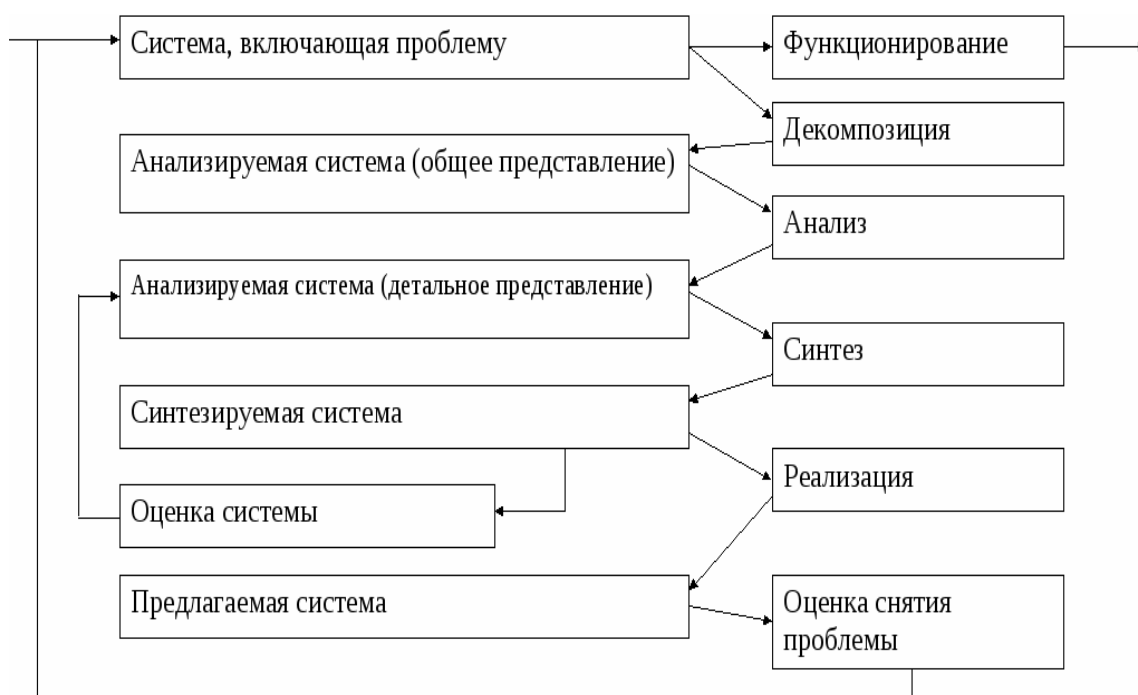 Система, включающая проблему
Функционирование
Декомпозиция
Анализируемая система (общее представление)
Анализ
Анализируемая система (детальное представление)
Синтез
Синтезируемая система
Реализация
Оценка системы
Предлагаемая система
Оценка снятия
проблемы